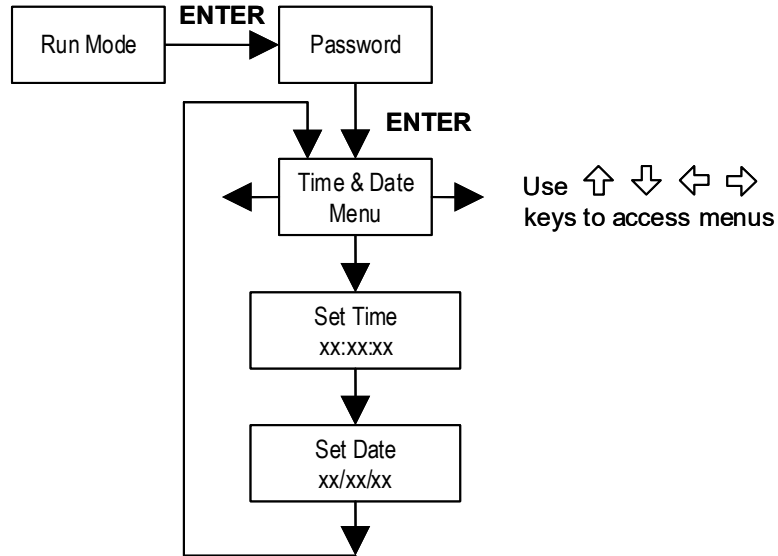 ENTER
Run Mode
Password
ENTER
Time & Date
Menu
Use ⇧ ⇩ ⇦ ⇨
keys to access menus
Set Time
xx:xx:xx
Set Date
xx/xx/xx